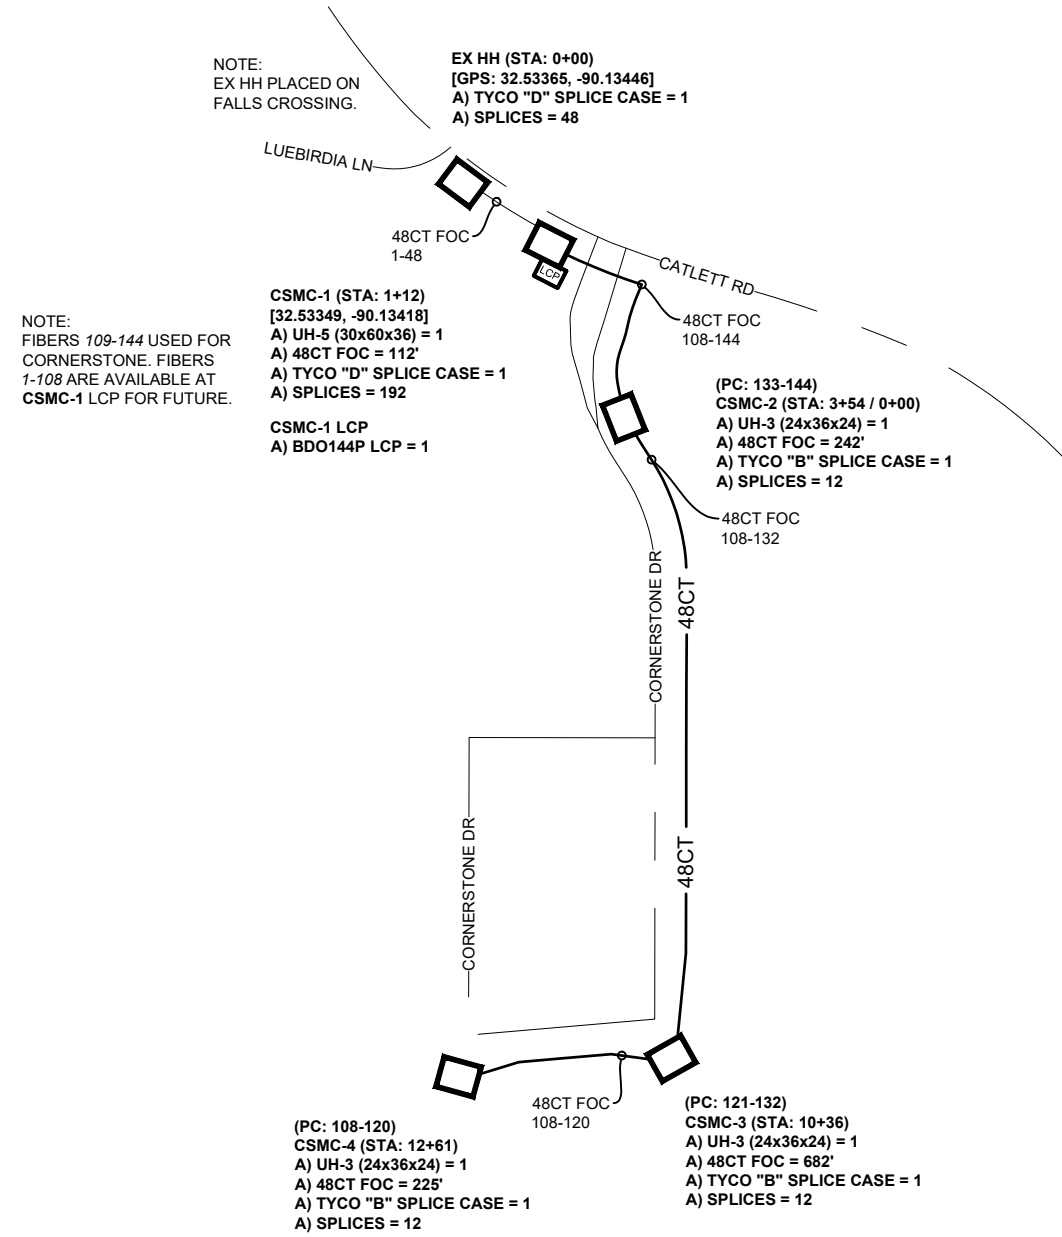 NOTE:
EX HH PLACED ON
FALLS CROSSING.
EX HH (STA: 0+00)
[GPS: 32.53365, -90.13446]
A) TYCO "D" SPLICE CASE = 1
A) SPLICES = 48
LUEBIRDIA LN
48CT FOC
1-48
LCP
CATLETT RD
48CT FOC
108-144
NOTE:
FIBERS 109-144 USED FOR
CORNERSTONE. FIBERS
1-108 ARE AVAILABLE AT
CSMC-1 LCP FOR FUTURE.
CSMC-1 (STA: 1+12)
[32.53349, -90.13418]
A) UH-5 (30x60x36) = 1
A) 48CT FOC = 112'
A) TYCO "D" SPLICE CASE = 1
A) SPLICES = 192
CSMC-1 LCP
A) BDO144P LCP = 1
(PC: 133-144)
CSMC-2 (STA: 3+54 / 0+00)
A) UH-3 (24x36x24) = 1
A) 48CT FOC = 242'
A) TYCO "B" SPLICE CASE = 1
A) SPLICES = 12
48CT FOC
108-132
CORNERSTONE DR
48CT
CORNERSTONE DR
48CT
48CT FOC
108-120
(PC: 108-120)
CSMC-4 (STA: 12+61)
A) UH-3 (24x36x24) = 1
A) 48CT FOC = 225'
A) TYCO "B" SPLICE CASE = 1
A) SPLICES = 12
(PC: 121-132)
CSMC-3 (STA: 10+36)
A) UH-3 (24x36x24) = 1
A) 48CT FOC = 682'
A) TYCO "B" SPLICE CASE = 1
A) SPLICES = 12